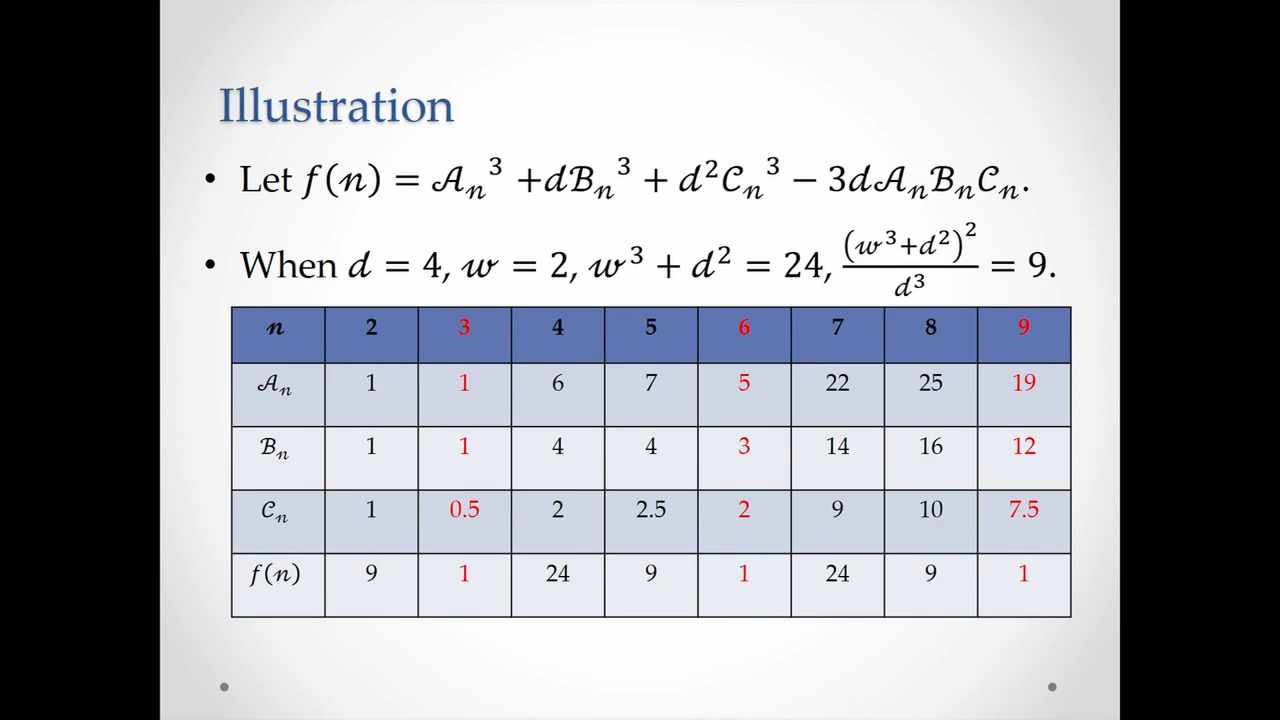 Illustration
• Let 𝑓(𝓃) = 𝒜ₙ³ +𝑑ℬₙ³ + 𝑑²𝒞ₙ³ − 3𝑑𝒜ₙℬₙ𝒞ₙ.
• When 𝑑 = 4, 𝓌 = 2, 𝓌³ + 𝑑² = 24, (𝓌³+𝑑²)²/𝑑³ = 9.
𝓃 2 3 4 5 6 7 8 9
𝒜ₙ 1 1 6 7 5 22 25 19
ℬₙ 1 1 4 4 3 14 16 12
𝒞ₙ 1 0.5 2 2.5 2 9 10 7.5
𝑓(𝓃) 9 1 24 9 1 24 9 1